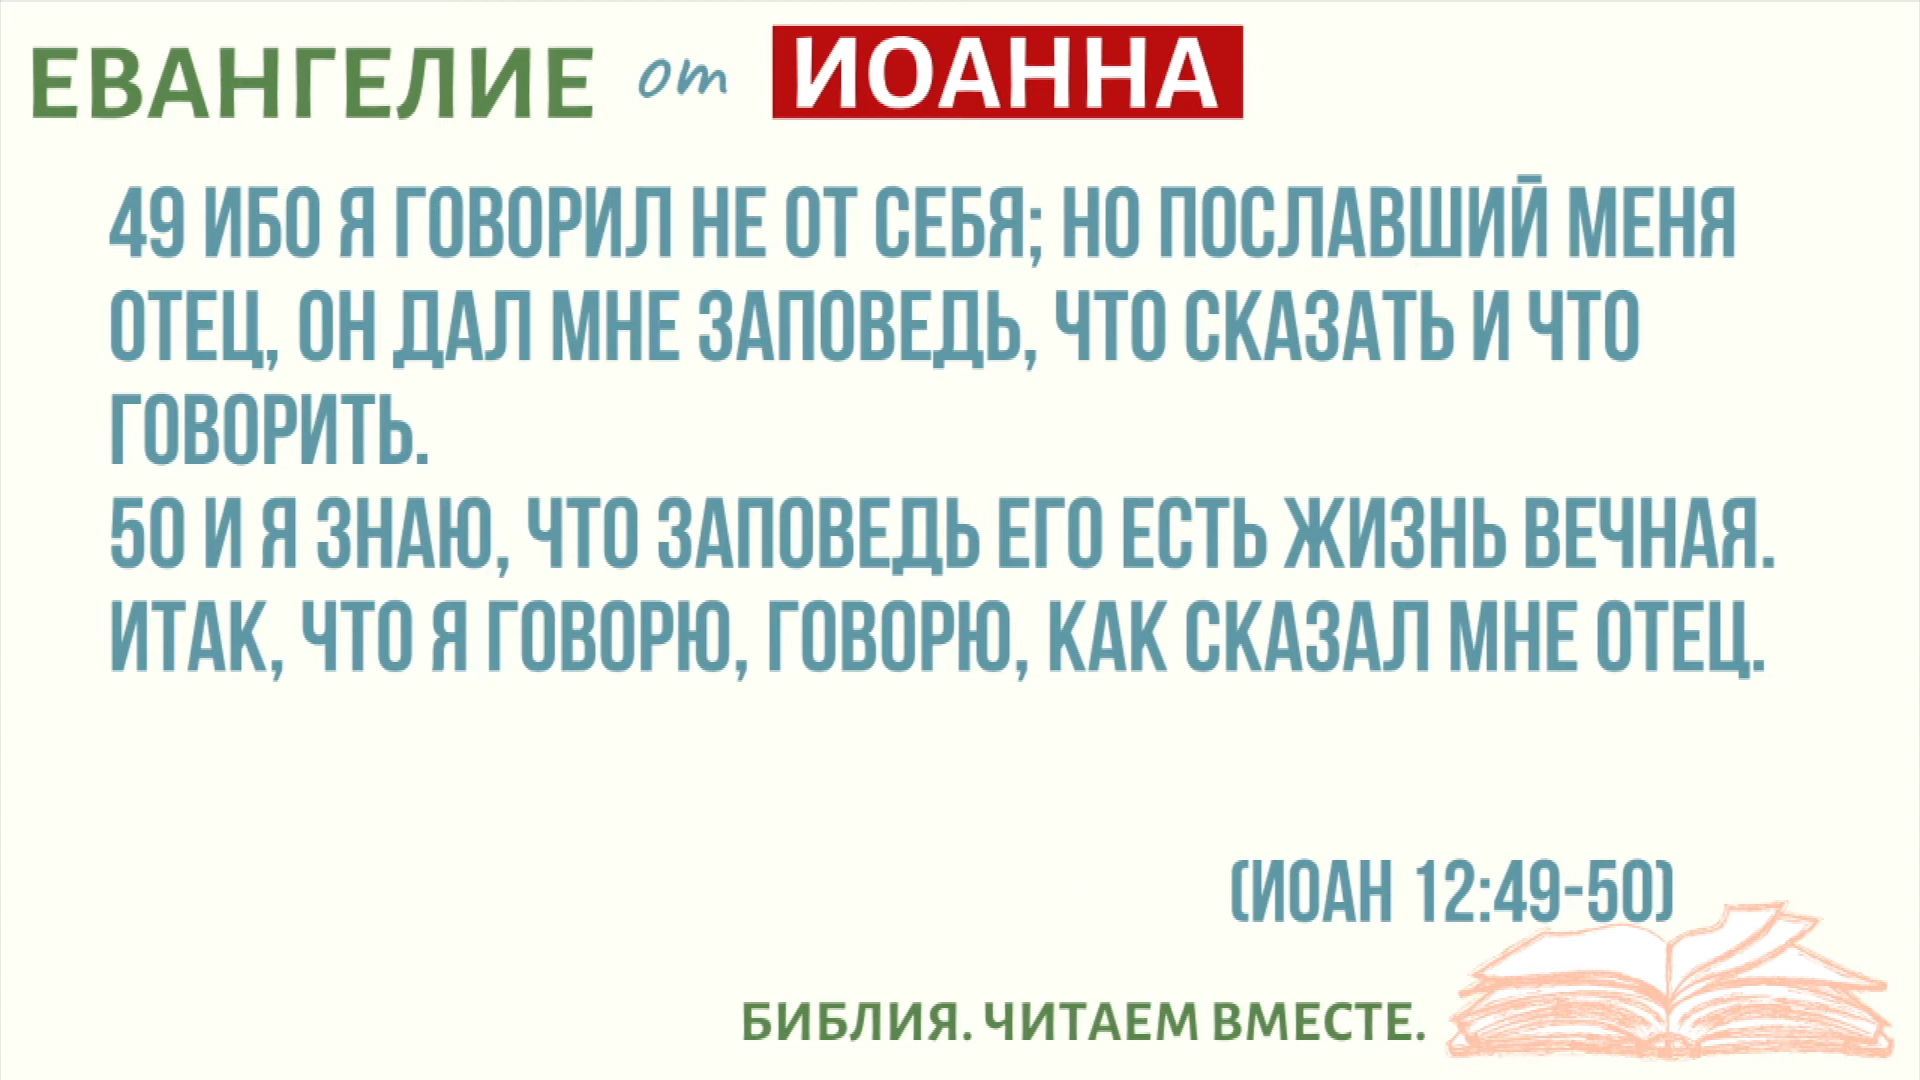 ЕВАНГЕЛИЕ от ИОАННА
49 ИБО Я ГОВОРИЛ НЕ ОТ СЕБЯ; НО ПОСЛАВШИЙ МЕНЯ
ОТЕЦ, ОН ДАЛ МНЕ ЗАПОВЕДЬ, ЧТО СКАЗАТЬ И ЧТО
ГОВОРИТЬ.
50 И Я ЗНАЮ, ЧТО ЗАПОВЕДЬ ЕГО ЕСТЬ ЖИЗНЬ ВЕЧНАЯ.
ИТАК, ЧТО Я ГОВОРЮ, ГОВОРЮ, КАК СКАЗАЛ МНЕ ОТЕЦ.
(ИОАН 12:49-50)
БИБЛИЯ. ЧИТАЕМ ВМЕСТЕ.